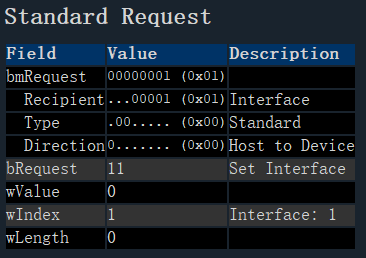 Standard Request
Field Value Description
bmRequest 00000001 (0x01)
Recipient ...00001 (0x01) Interface
Type .00..... (0x00) Standard
Direction 0....... (0x00) Host to Device
bRequest 11 Set Interface
wValue 0
wIndex 1 Interface: 1
wLength 0